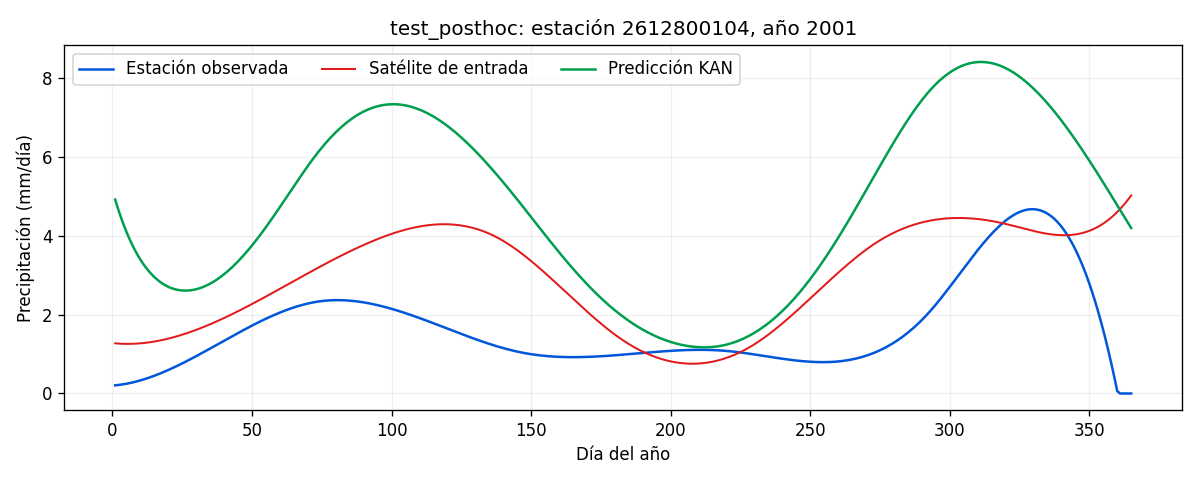 test_posthoc: estación 2612800104, año 2001
Estación observada
Satélite de entrada
Predicción KAN
Precipitación (mm/día)
8
6
4
2
0
0 50 100 150 200 250 300 350
Día del año